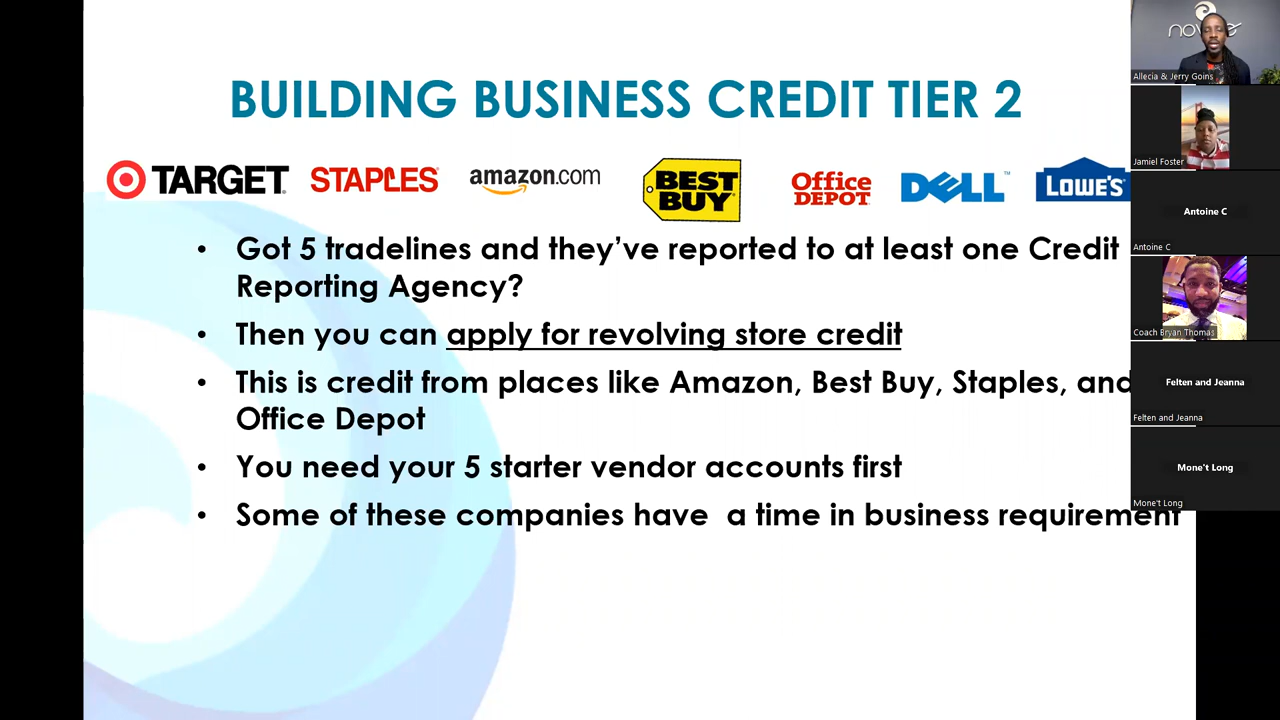 BUILDING BUSINESS CREDIT TIER 2
TARGET
STAPLES
amazon.com
BEST BUY
Office DEPOT
DELL
LOWE'S
• Got 5 tradelines and they've reported to at least one Credit
Reporting Agency?
• Then you can apply for revolving store credit
• This is credit from places like Amazon, Best Buy, Staples, and
Office Depot
• You need your 5 starter vendor accounts first
• Some of these companies have a time in business requirement
Allecia & Jerry Goins
Jamiel Foster
Antoine C
Antoine C
Coach Bryan Thomas
Felten and Jeanna
Felten and Jeanna
Mone't Long
Mone't Long